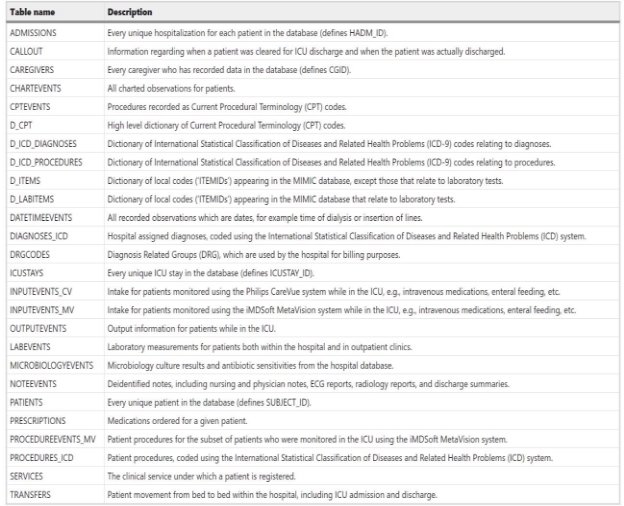 Table name Description
ADMISSIONS Every unique hospitalization for each patient in the database (defines HADM_ID).
CALLOUT Information regarding when a patient was cleared for ICU discharge and when the patient was actually discharged.
CAREGIVERS Every caregiver who has recorded data in the database (defines CGID).
CHARTEVENTS All charted observations for patients.
CPTEVENTS Procedures recorded as Current Procedural Terminology (CPT) codes.
D_CPT High level dictionary of Current Procedural Terminology (CPT) codes.
D_ICD_DIAGNOSES Dictionary of International Statistical Classification of Diseases and Related Health Problems (ICD-9) codes relating to diagnoses.
D_ICD_PROCEDURES Dictionary of International Statistical Classification of Diseases and Related Health Problems (ICD-9) codes relating to procedures.
D_ITEMS Dictionary of local codes ('ITEMIDs') appearing in the MIMIC database, except those that relate to laboratory tests.
D_LABITEMS Dictionary of local codes ('ITEMIDs') appearing in the MIMIC database that relate to laboratory tests.
DATETIMEEVENTS All recorded observations which are dates, for example time of dialysis or insertion of lines.
DIAGNOSES_ICD Hospital assigned diagnoses, coded using the International Statistical Classification of Diseases and Related Health Problems (ICD) system.
DRGCODES Diagnosis Related Groups (DRG), which are used by the hospital for billing purposes.
ICUSTAYS Every unique ICU stay in the database (defines ICUSTAY_ID).
INPUTEVENTS_CV Intake for patients monitored using the Philips CareVue system while in the ICU, e.g., intravenous medications, enteral feeding, etc.
INPUTEVENTS_MV Intake for patients monitored using the iMDSoft MetaVision system while in the ICU, e.g., intravenous medications, enteral feeding, etc.
OUTPUTEVENTS Output information for patients while in the ICU.
LABEVENTS Laboratory measurements for patients both within the hospital and in outpatient clinics.
MICROBIOLOGYEVENTS Microbiology culture results and antibiotic sensitivities from the hospital database.
NOTEEVENTS Deidentified notes, including nursing and physician notes, ECG reports, radiology reports, and discharge summaries.
PATIENTS Every unique patient in the database (defines SUBJECT_ID).
PRESCRIPTIONS Medications ordered for a given patient.
PROCEDUREEVENTS_MV Patient procedures for the subset of patients who were monitored in the ICU using the iMDSoft MetaVision system.
PROCEDURES_ICD Patient procedures, coded using the International Statistical Classification of Diseases and Related Health Problems (ICD) system.
SERVICES The clinical service under which a patient is registered.
TRANSFERS Patient movement from bed to bed within the hospital, including ICU admission and discharge.